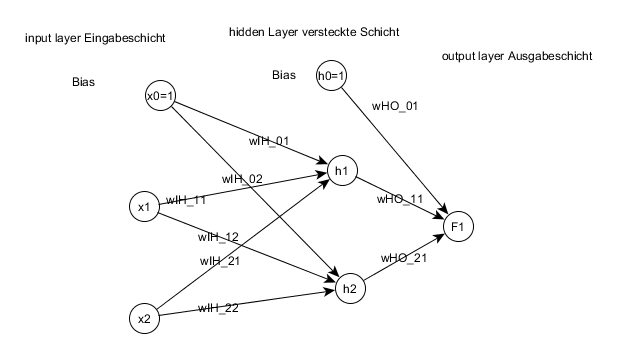 input layer Eingabeschicht
hidden Layer versteckte Schicht
output layer Ausgabeschicht
Bias
x0=1
Bias
h0=1
wHO_01
wIH_01
wIH_02
h1
wIH_11
wHO_11
x1
F1
wIH_12
wIH_21
wHO_21
h2
wIH_22
x2